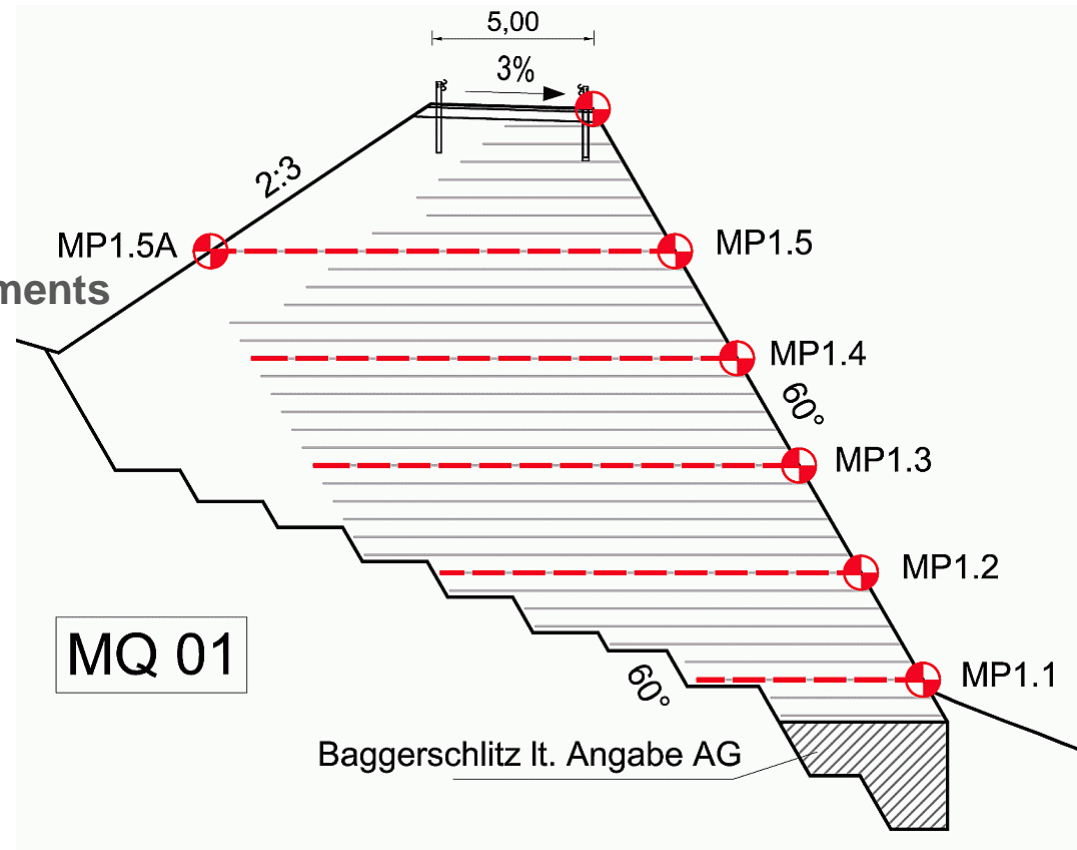 5,00
3%
2:3
MP1.5A
MP1.5
ments
MP1.4
60°
MP1.3
MP1.2
MQ 01
60°
MP1.1
Baggerschlitz lt. Angabe AG